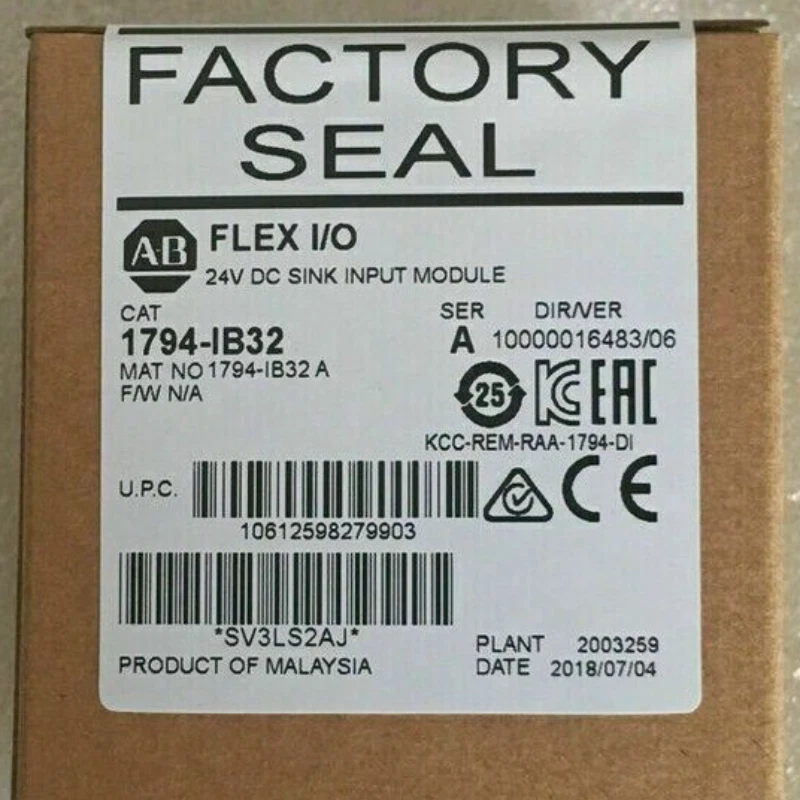 FACTORY
SEAL
AB
FLEX I/O
24V DC SINK INPUT MODULE
CAT
SER
DIR/VER
1794-IB32
A
10000016483/06
MAT NO 1794-IB32 A
F/W N/A
25
KC
EAC
KCC-REM-RAA-1794-DI
U.P.C.
10612598279903
CE
*SV3LS2AJ*
PRODUCT OF MALAYSIA
PLANT 2003259
DATE 2018/07/04